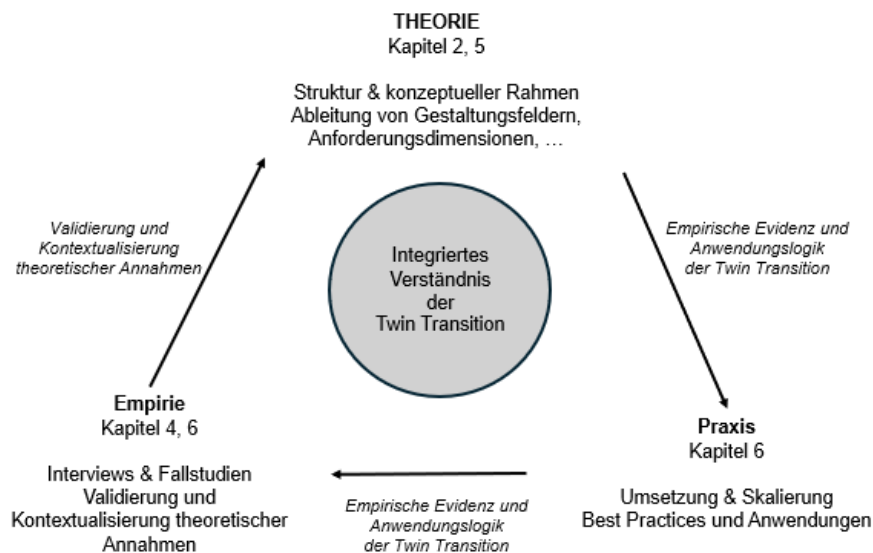 THEORIE
Kapitel 2, 5
Struktur & konzeptueller Rahmen
Ableitung von Gestaltungsfeldern,
Anforderungsdimensionen, …
Validierung und
Kontextualisierung
theoretischer Annahmen
Integriertes
Verständnis
der
Twin Transition
Empirische Evidenz und
Anwendungslogik
der Twin Transition
Empirie
Kapitel 4, 6
Interviews & Fallstudien
Validierung und
Kontextualisierung theoretischer
Annahmen
Empirische Evidenz und
Anwendungslogik
der Twin Transition
Praxis
Kapitel 6
Umsetzung & Skalierung
Best Practices und Anwendungen